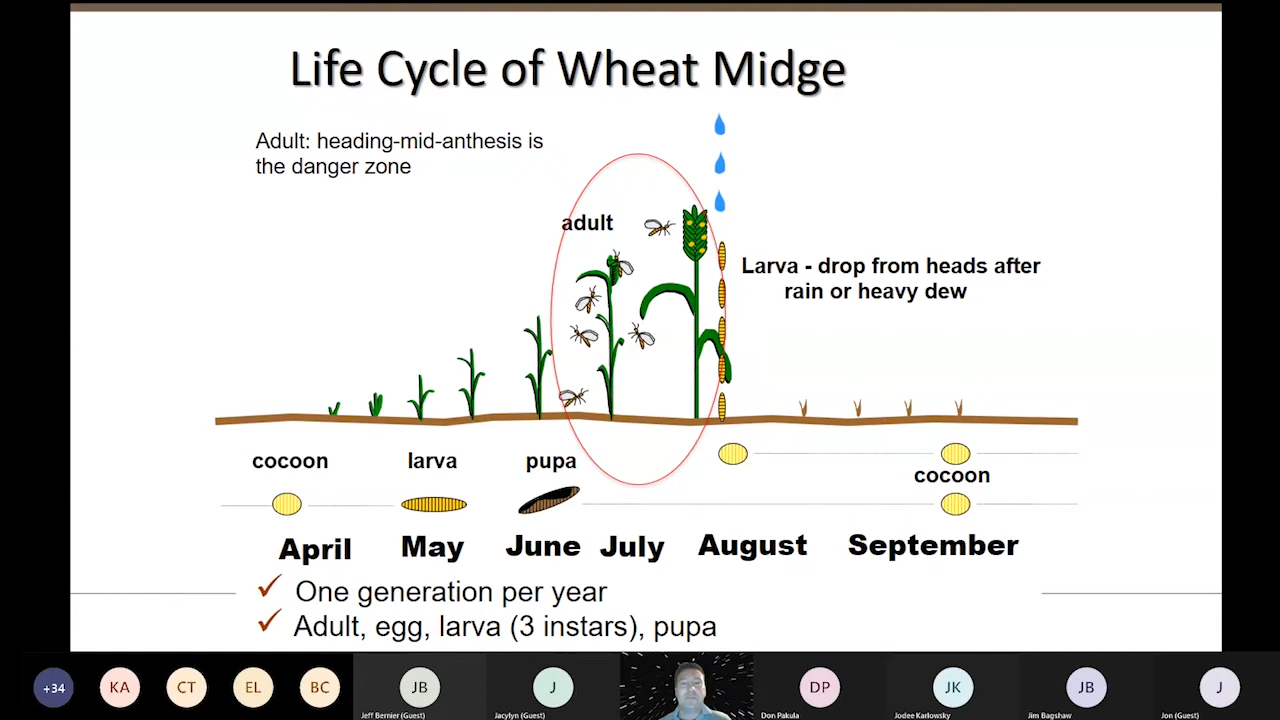 Life Cycle of Wheat Midge
Adult: heading-mid-anthesis is
the danger zone
adult
Larva - drop from heads after
rain or heavy dew
cocoon
larva
pupa
cocoon
April
May
June
July
August
September
One generation per year
Adult, egg, larva (3 instars), pupa
+34
KA
CT
EL
BC
JB
J
DP
JK
JB
J
Jeff Bernier (Guest)
Jacylyn (Guest)
Don Pakula
Jodee Karlowsky
Jim Bagshaw
Jon (Guest)